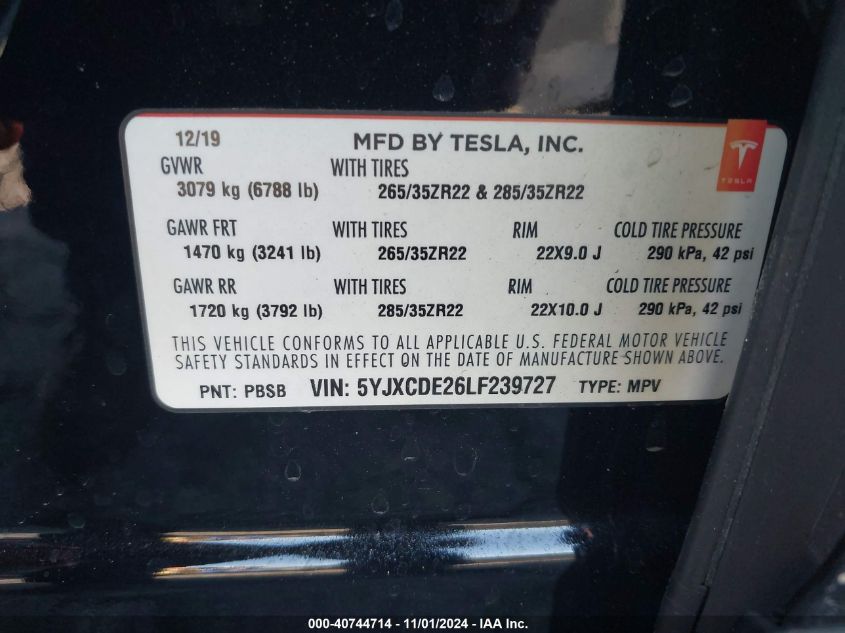 12/19 MFD BY TESLA, INC.
GVWR WITH TIRES
3079 kg (6788 lb) 265/35ZR22 & 285/35ZR22
TESLA
GAWR FRT WITH TIRES RIM COLD TIRE PRESSURE
1470 kg (3241 lb) 265/35ZR22 22X9.0 J 290 kPa, 42 psi
GAWR RR WITH TIRES RIM COLD TIRE PRESSURE
1720 kg (3792 lb) 285/35ZR22 22X10.0 J 290 kPa, 42 psi
THIS VEHICLE CONFORMS TO ALL APPLICABLE U.S. FEDERAL MOTOR VEHICLE
SAFETY STANDARDS IN EFFECT ON THE DATE OF MANUFACTURE SHOWN ABOVE.
PNT: PBSB VIN: 5YJXCDE26LF239727 TYPE: MPV
000-40744714 - 11/01/2024 - IAA Inc.